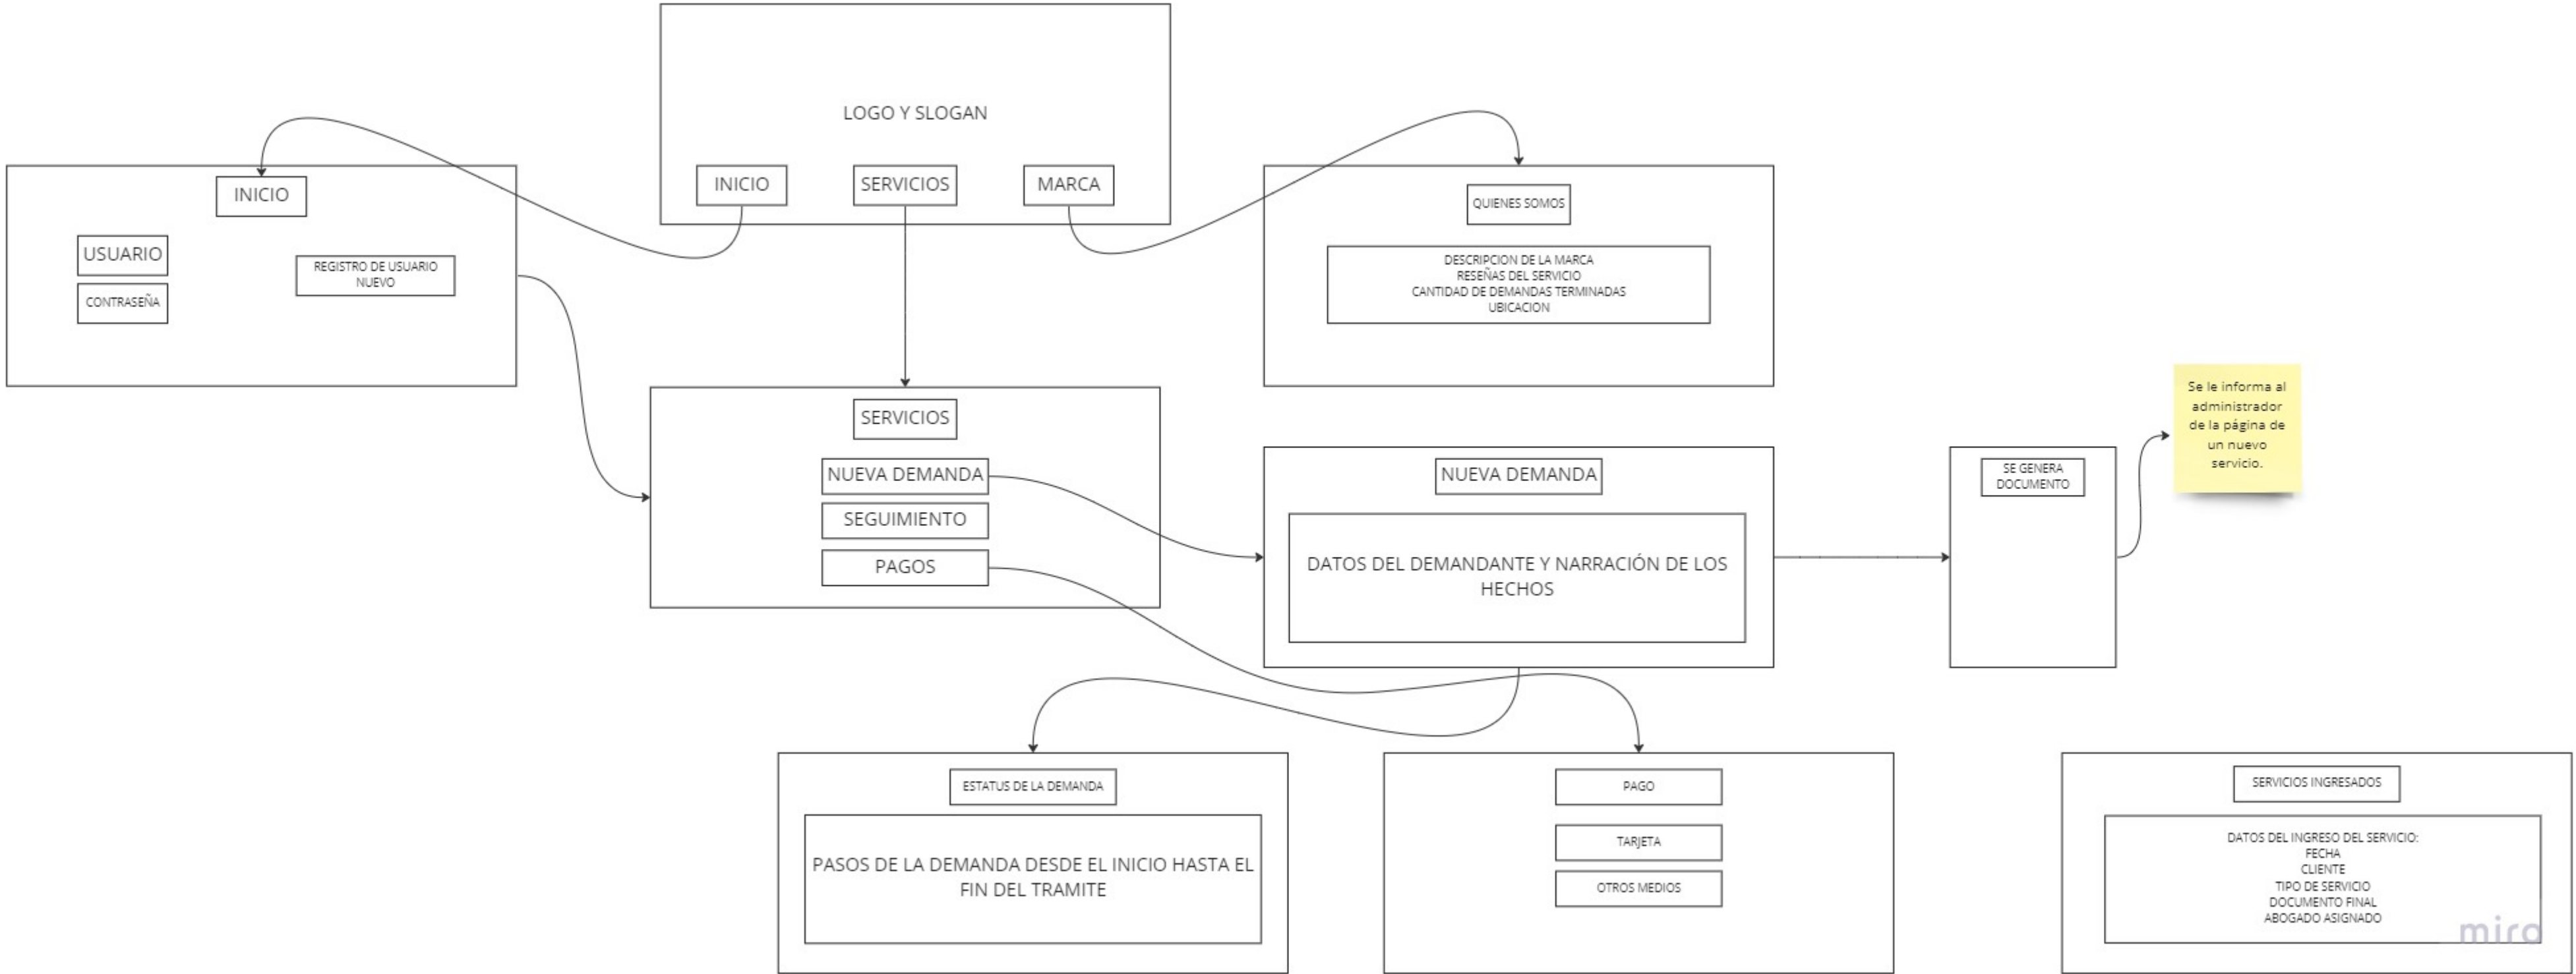 LOGO Y SLOGAN
INICIO
SERVICIOS
MARCA
INICIO
USUARIO
CONTRASEÑA
REGISTRO DE USUARIO
NUEVO
QUIENES SOMOS
DESCRIPCION DE LA MARCA
RESEÑAS DEL SERVICIO
CANTIDAD DE DEMANDAS TERMINADAS
UBICACION
SERVICIOS
NUEVA DEMANDA
SEGUIMIENTO
PAGOS
NUEVA DEMANDA
DATOS DEL DEMANDANTE Y NARRACIÓN DE LOS
HECHOS
SE GENERA
DOCUMENTO
Se le informa al
administrador
de la página de
un nuevo
servicio.
ESTATUS DE LA DEMANDA
PASOS DE LA DEMANDA DESDE EL INICIO HASTA EL
FIN DEL TRAMITE
PAGO
TARJETA
OTROS MEDIOS
SERVICIOS INGRESADOS
DATOS DEL INGRESO DEL SERVICIO:
FECHA
CLIENTE
TIPO DE SERVICIO
DOCUMENTO FINAL
ABOGADO ASIGNADO
miro